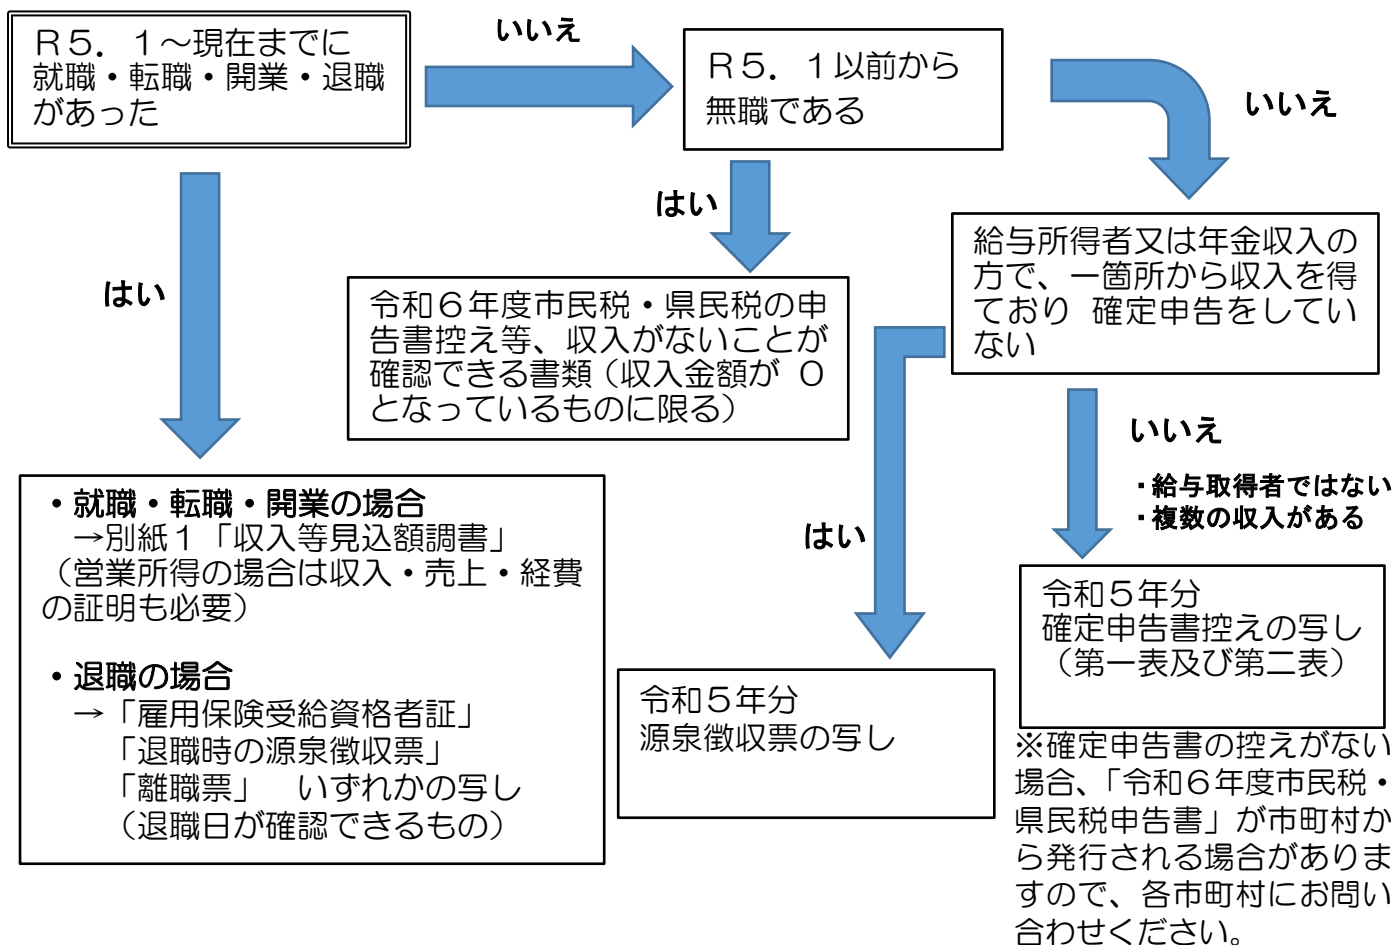 R5.1～現在までに
就職・転職・開業・退職
があった
いいえ
R5.1以前から
無職である
いいえ
はい
はい
令和6年度市民税・県民税の申
告書控え等、収入がないことが
確認できる書類（収入金額が 0
となっているものに限る）
給与所得者又は年金収入の
方で、一箇所から収入を得
ており 確定申告をしてい
ない
いいえ
・給与取得者ではない
・複数の収入がある
はい
・就職・転職・開業の場合
→別紙1「収入等見込額調書」
（営業所得の場合は収入・売上・経費
の証明も必要）
・退職の場合
→「雇用保険受給資格者証」
「退職時の源泉徴収票」
「離職票」 いずれかの写し
（退職日が確認できるもの）
令和5年分
源泉徴収票の写し
令和5年分
確定申告書控えの写し
（第一表及び第二表）
※確定申告書の控えがない
場合、「令和6年度市民税・
県民税申告書」が市町村か
ら発行される場合がありま
すので、各市町村にお問い
合わせください。